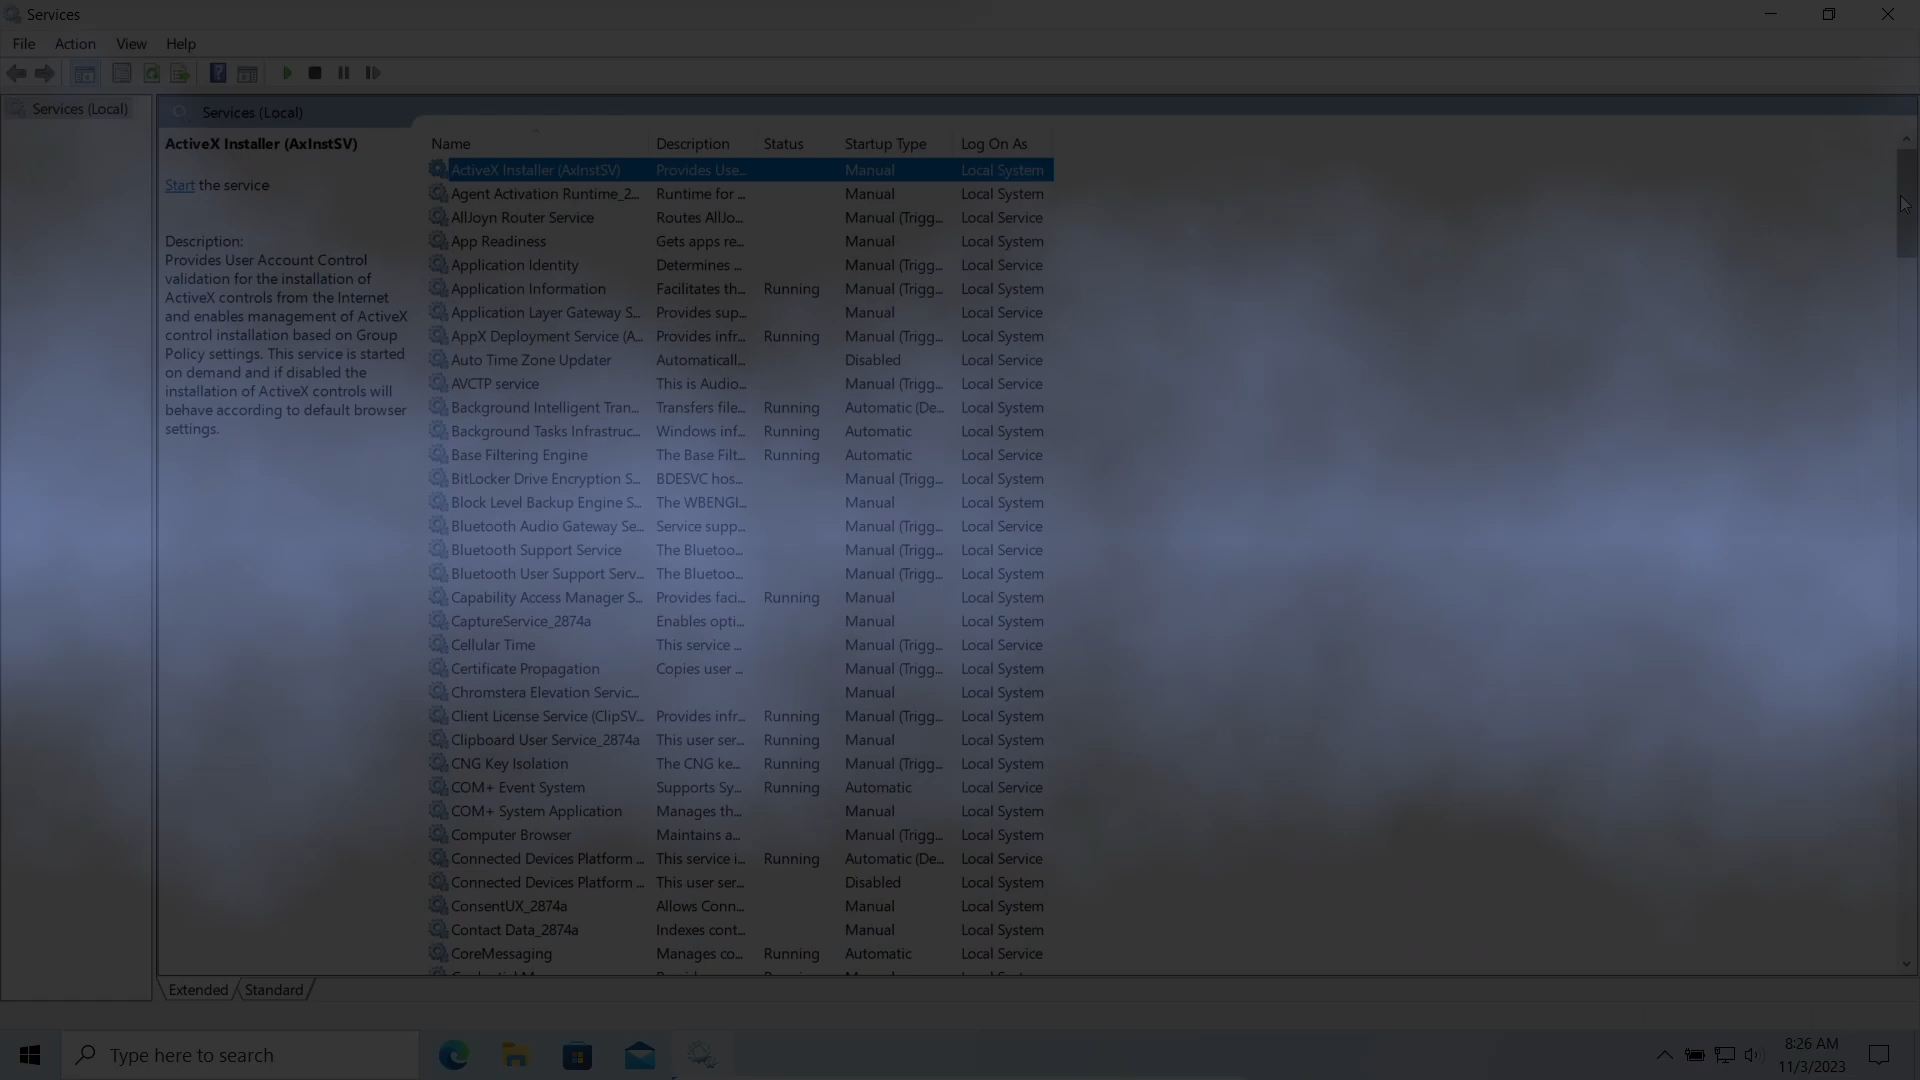 Services
File Action View Help
Services (Local)
Services (Local)
ActiveX Installer (AxInstSV)
Start the service
Description:
Provides User Account Control
validation for the installation of
ActiveX controls from the Internet
and enables management of ActiveX
control installation based on Group
Policy settings. This service is started
on demand and if disabled the
installation of ActiveX controls will
behave according to default browser
settings.
Name Description Status Startup Type Log On As
ActiveX Installer (AxInstSV) Provides Use... Manual Local System
Agent Activation Runtime_2... Runtime for ... Manual Local System
AllJoyn Router Service Routes AllJo... Manual (Trigg... Local Service
App Readiness Gets apps re... Manual Local System
Application Identity Determines ... Manual (Trigg... Local Service
Application Information Facilitates th... Running Manual (Trigg... Local System
Application Layer Gateway S... Provides sup... Manual Local Service
AppX Deployment Service (A... Provides infr... Running Manual (Trigg... Local System
Auto Time Zone Updater Automaticall... Disabled Local Service
AVCTP service This is Audio... Manual (Trigg... Local Service
Background Intelligent Tran... Transfers file... Running Automatic (De... Local System
Background Tasks Infrastruc... Windows inf... Running Automatic Local System
Base Filtering Engine The Base Filt... Running Automatic Local Service
BitLocker Drive Encryption S... BDESVC hos... Manual (Trigg... Local System
Block Level Backup Engine S... The WBENGI... Manual Local System
Bluetooth Audio Gateway Se... Service supp... Manual (Trigg... Local Service
Bluetooth Support Service The Bluetoo... Manual (Trigg... Local Service
Bluetooth User Support Serv... The Bluetoo... Manual (Trigg... Local System
Capability Access Manager S... Provides faci... Running Manual Local System
CaptureService_2874a Enables opti... Manual Local System
Cellular Time This service ... Manual (Trigg... Local Service
Certificate Propagation Copies user ... Manual (Trigg... Local System
Chromstera Elevation Servic... Manual Local System
Client License Service (ClipSV... Provides infr... Running Manual (Trigg... Local System
Clipboard User Service_2874a This user ser... Running Manual Local System
CNG Key Isolation The CNG ke... Running Manual (Trigg... Local System
COM+ Event System Supports Sy... Running Automatic Local Service
COM+ System Application Manages th... Manual Local System
Computer Browser Maintains a... Manual (Trigg... Local System
Connected Devices Platform ... This service i... Running Automatic (De... Local Service
Connected Devices Platform ... This user ser... Disabled Local System
ConsentUX_2874a Allows Conn... Manual Local System
Contact Data_2874a Indexes cont... Manual Local System
CoreMessaging Manages co... Running Automatic Local Service
Extended Standard
Type here to search
8:26 AM
11/3/2023